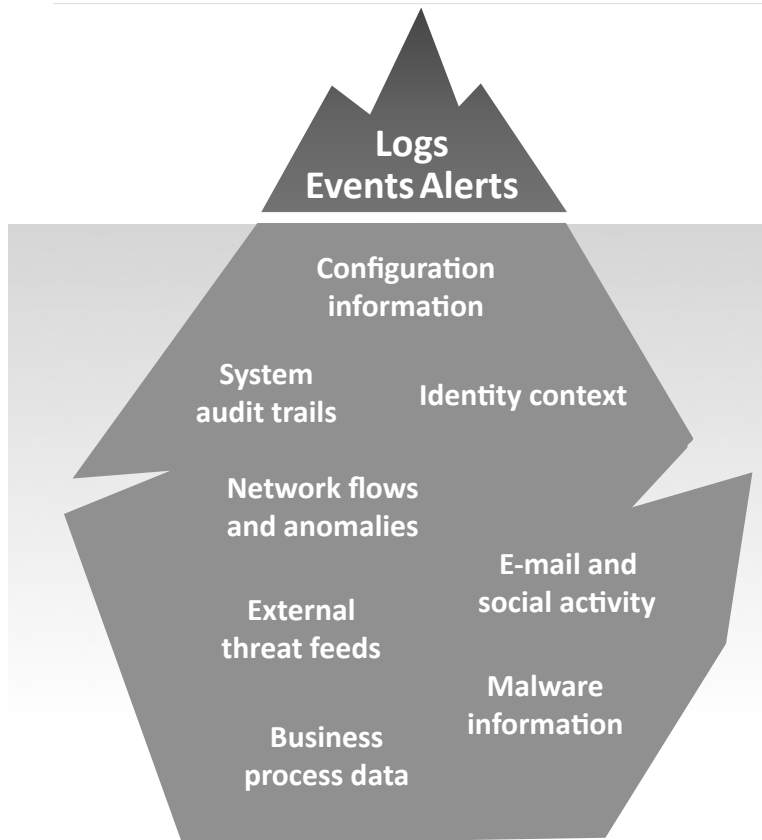 Logs
Events Alerts
Configuration
information
System
audit trails
Identity context
Network flows
and anomalies
E-mail and
social activity
External
threat feeds
Malware
information
Business
process data